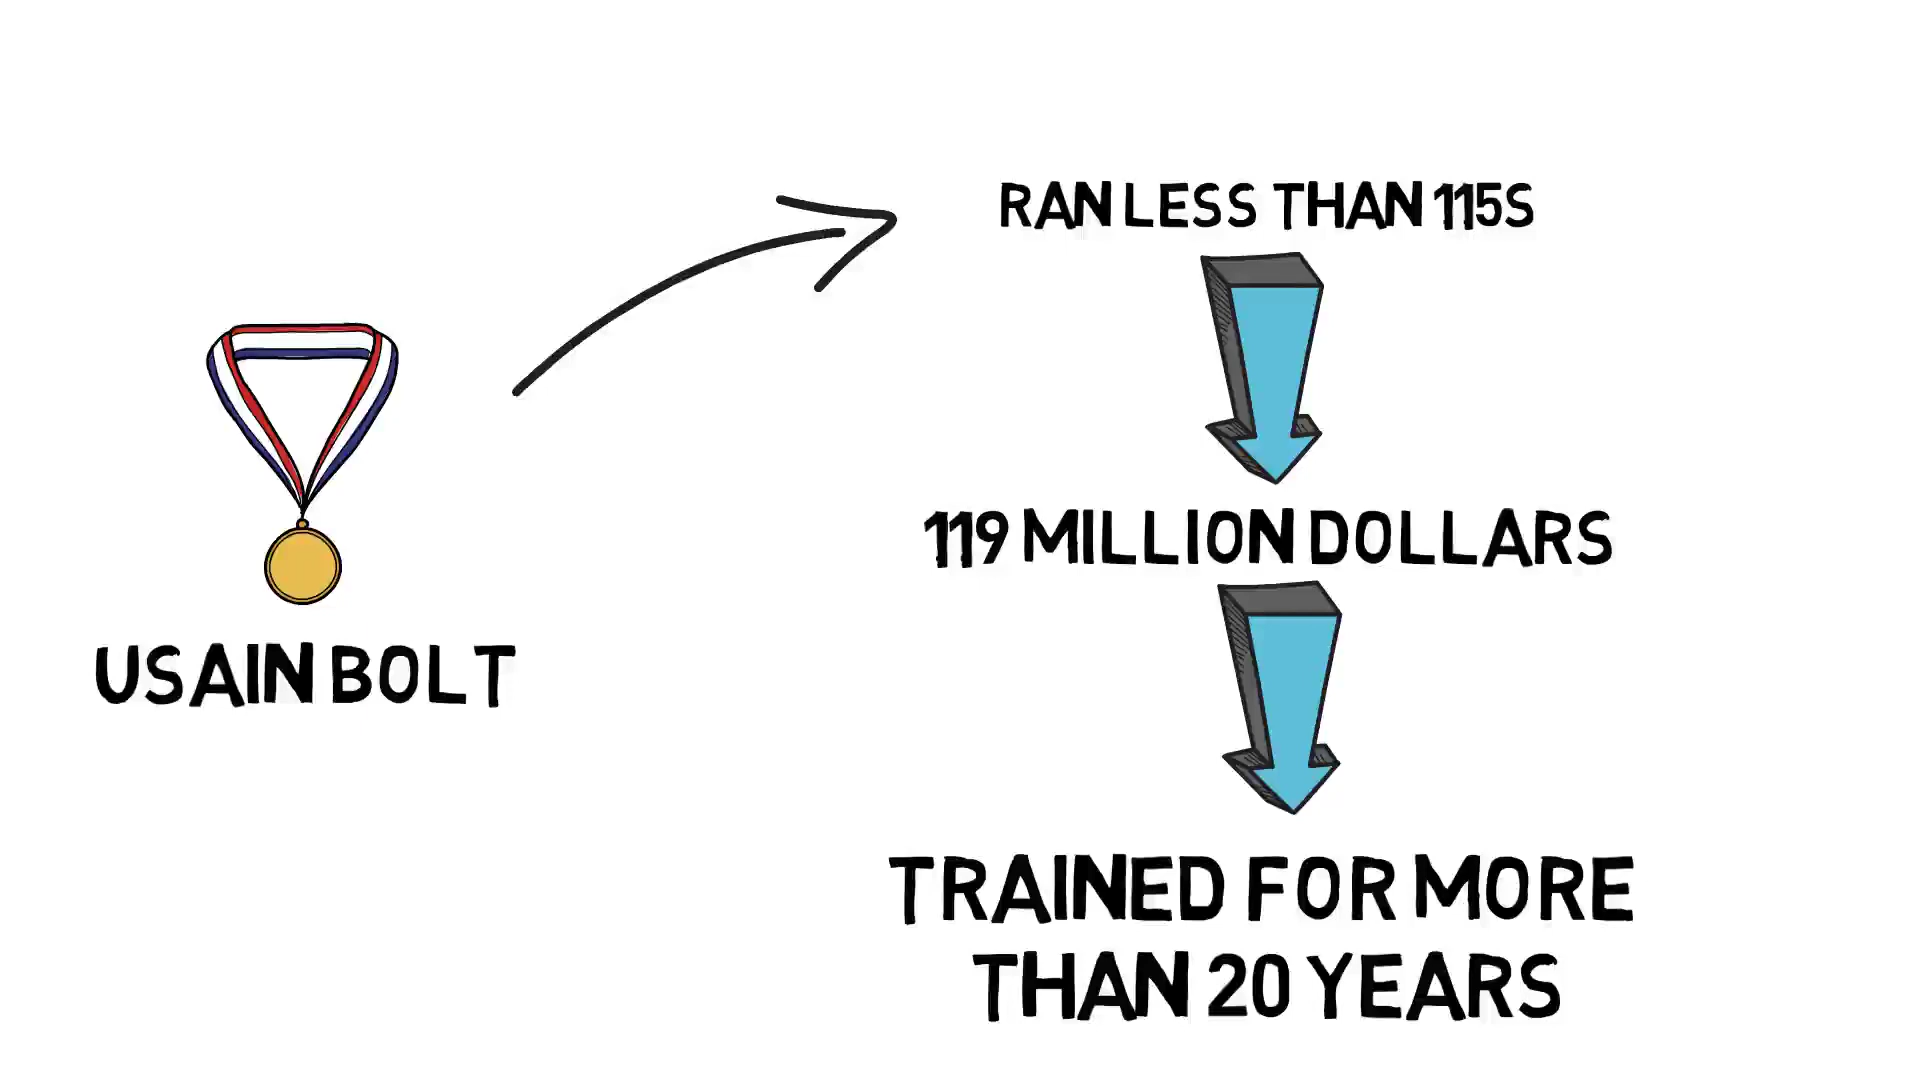 USAIN BOLT
RAN LESS THAN 115S
119 MILLION DOLLARS
TRAINED FOR MORE
THAN 20 YEARS